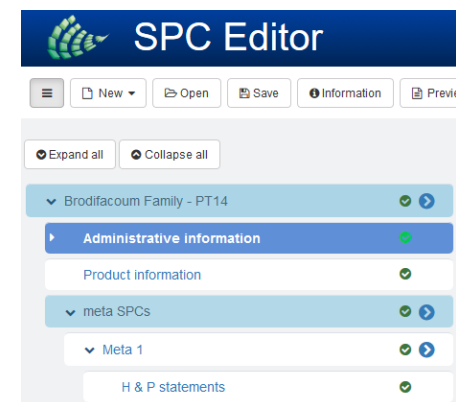 SPC Editor
New Open Save Information
Expand all Collapse all
Brodifacoum Family - PT14
Administrative information
Product information
meta SPCs
Meta 1
H & P statements